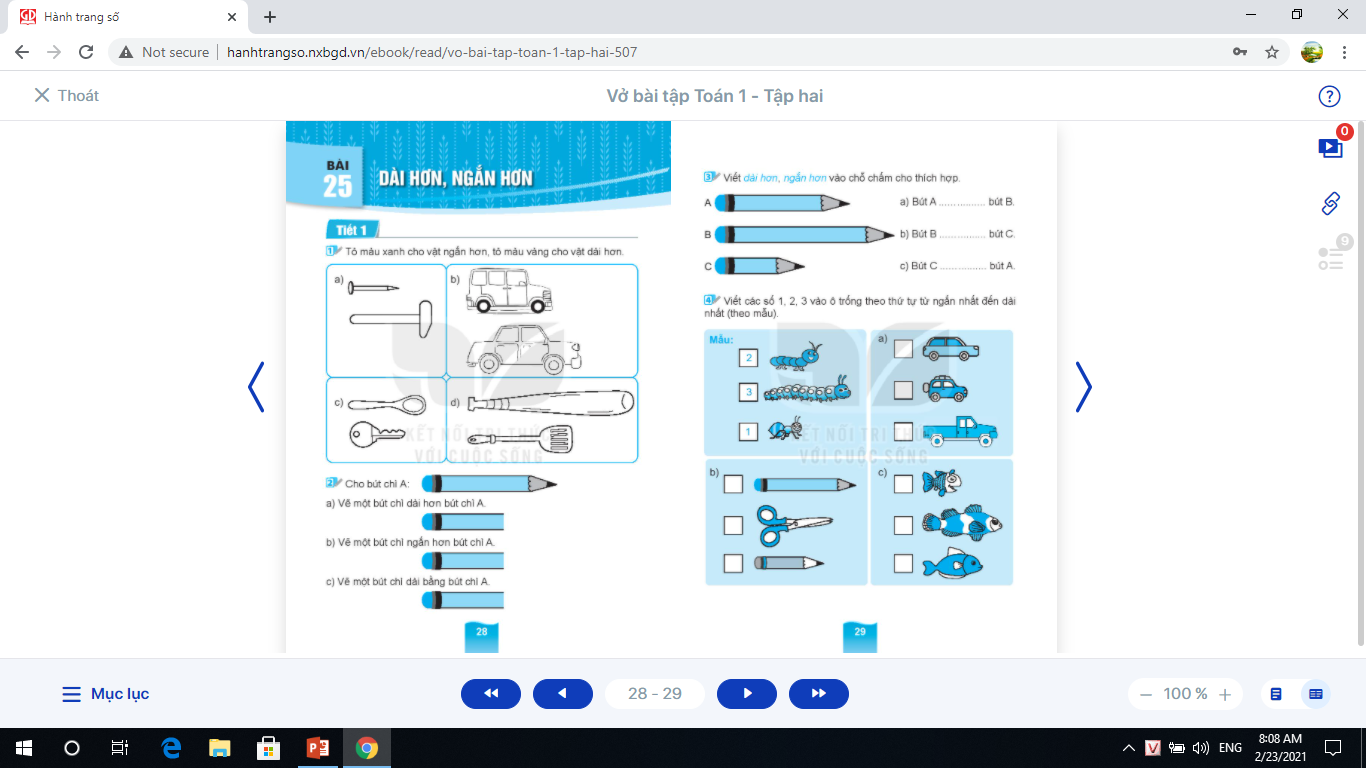 Hành trang số
Not secure
hanhtrangso.nxbgd.vn/ebook/read/vo-bai-tap-toan-1-tap-hai-507
Thoát
Vở bài tập Toán 1 - Tập hai
?
0
9
BÀI
25
DÀI HƠN, NGẮN HƠN
Tiết 1
1 Tô màu xanh cho vật ngắn hơn, tô màu vàng cho vật dài hơn.
a)
b)
c)
d)
2 Cho bút chì A:
a) Vẽ một bút chì dài hơn bút chì A.
b) Vẽ một bút chì ngắn hơn bút chì A.
c) Vẽ một bút chì dài bằng bút chì A.
KẾT NỐI TRI THỨC
VỚI CUỘC SỐNG
28
3 Viết dài hơn, ngắn hơn vào chỗ chấm cho thích hợp.
A
a) Bút A ............... bút B.
B
b) Bút B ............... bút C.
C
c) Bút C ............... bút A.
4 Viết các số 1, 2, 3 vào ô trống theo thứ tự từ ngắn nhất đến dài
nhất (theo mẫu).
Mẫu:
2
3
1
a)
b)
c)
KẾT NỐI TRI THỨC
VỚI CUỘC SỐNG
29
Mục lục
28 - 29
100 %
ENG
8:08 AM
2/23/2021